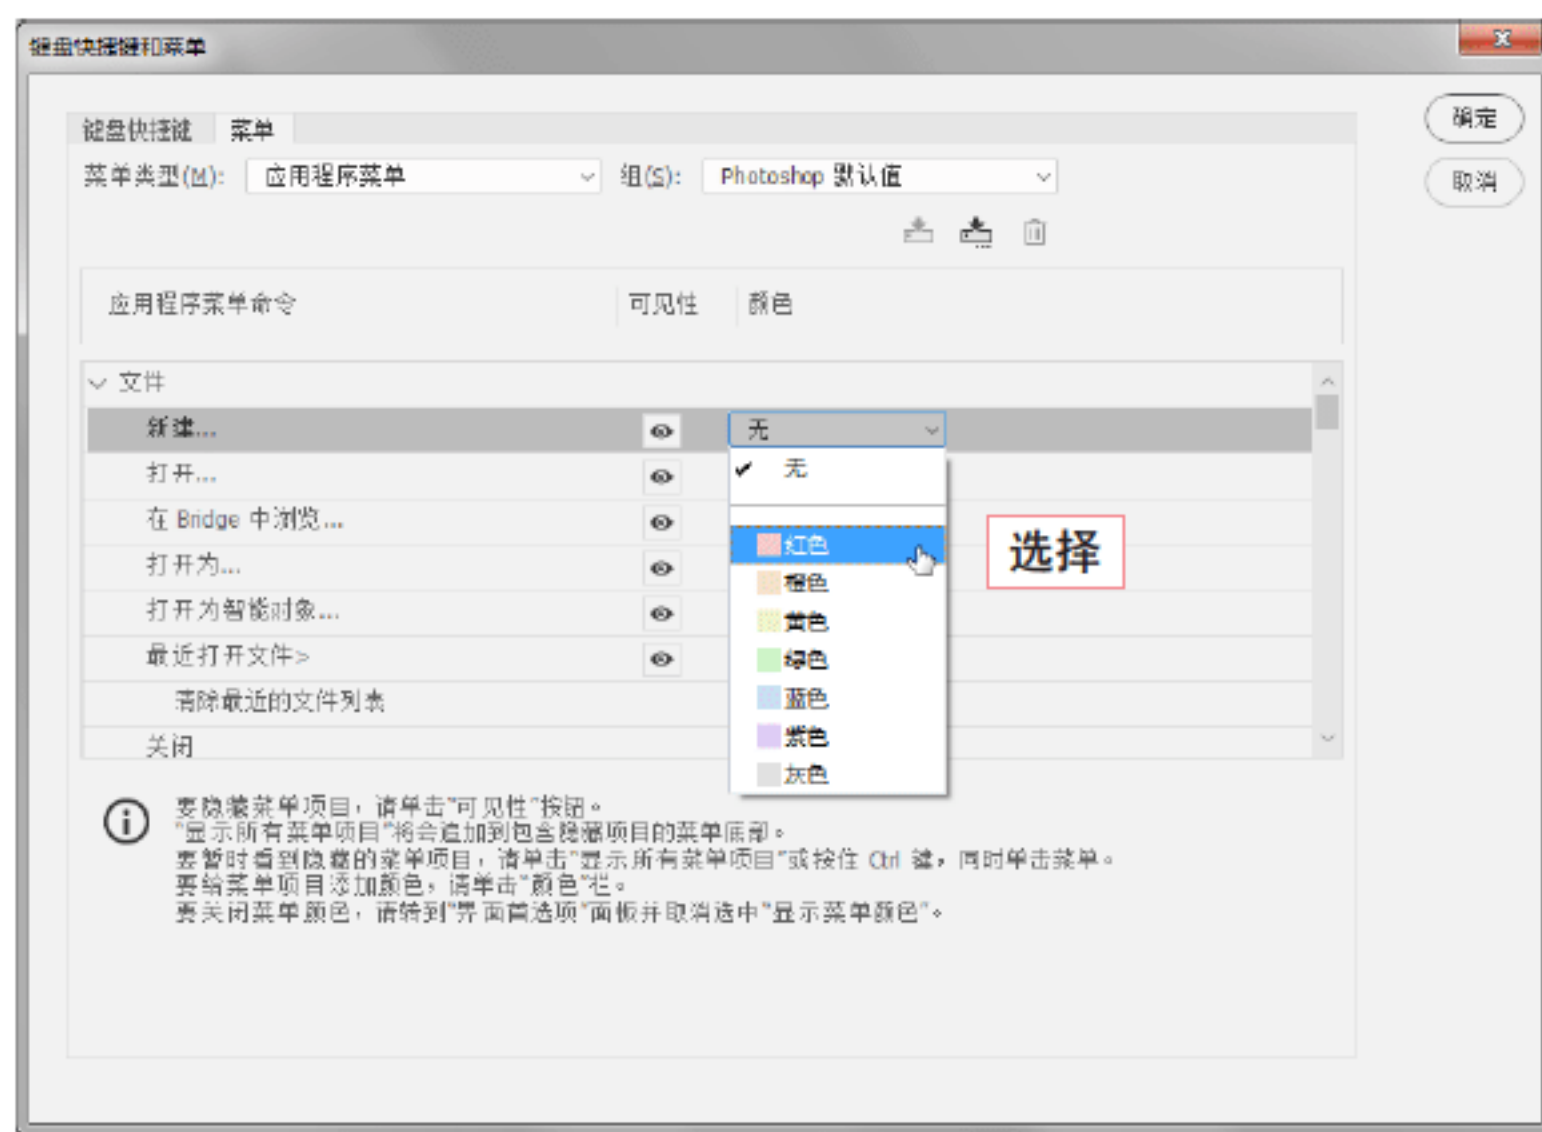 键盘快捷键和菜单
确定
键盘快捷键 菜单
菜单类型(M): 应用程序菜单 组(S): Photoshop 默认值
取消
应用程序菜单命令 可见性 颜色
文件
新建... 无
打开... 无
在 Bridge 中浏览...
打开为... 红色 选择
橙色
打开为智能对象... 黄色
最近打开文件> 绿色
清除最近的文件列表 蓝色
关闭 紫色
灰色
要隐藏菜单项目，请单击"可见性"按钮。
"显示所有菜单项目"将会追加到包含隐藏项目的菜单底部。
要暂时看到隐藏的菜单项目，请单击"显示所有菜单项目"或按住 Ctrl 键，同时单击菜单。
要给菜单项目添加颜色，请单击"颜色"栏。
要关闭菜单颜色，请转到"界面首选项"面板并取消选中"显示菜单颜色"。